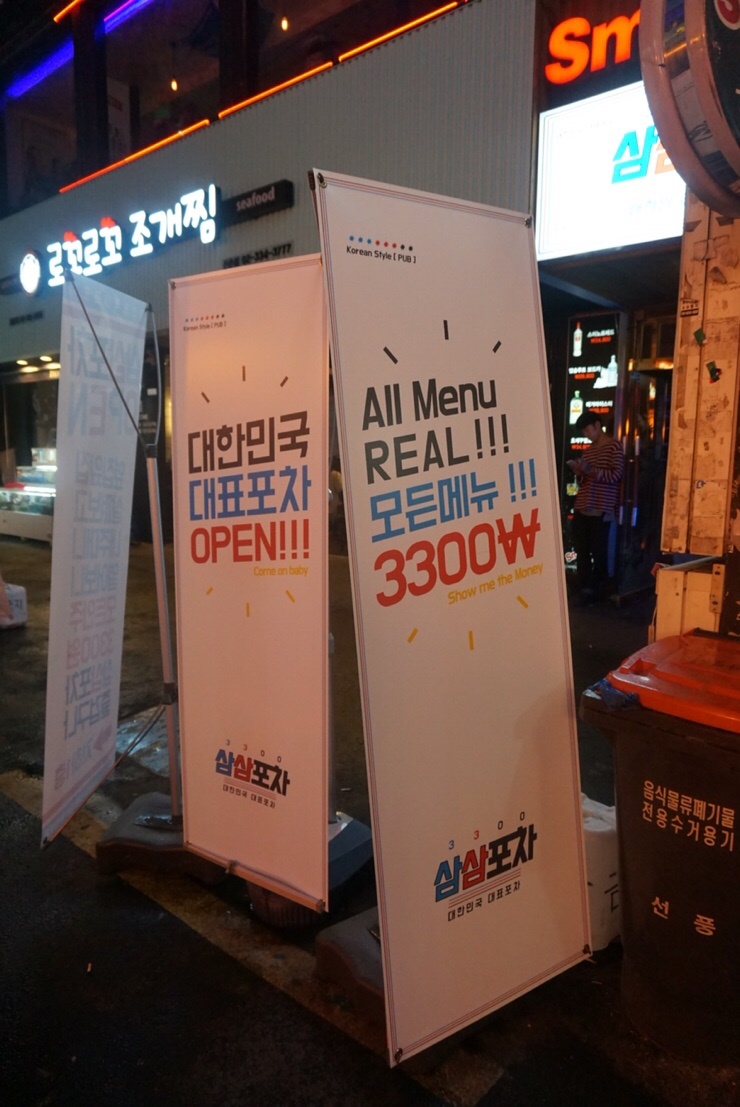 Sm
로꼬로꼬 조개찜
seafood
삼
Korean Style [ PUB ]
대한민국
대표포차
OPEN!!!
Come on baby
3 3 0 0
삼삼포차
대한민국 대표포차
Korean Style [ PUB ]
All Menu
REAL !!!
모든메뉴 !!!
3300₩
Show me the Money
3 3 0 0
삼삼포차
대한민국 대표포차
음식물류폐기물
전용수거용기
선 풍